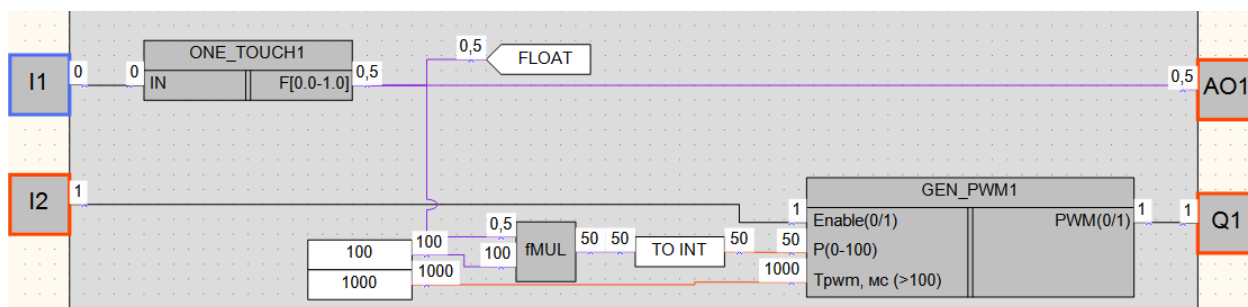 ONE_TOUCH1
0,5
FLOAT
I1
0
0
IN
F[0.0-1.0]
0,5
0,5
AO1
I2
1
GEN_PWM1
1
Enable(0/1)
PWM(0/1)
1
1
Q1
0,5
100
100
100
fMUL
50
50
TO INT
50
50
P(0-100)
1000
1000
1000
Tpwm, мс (>100)